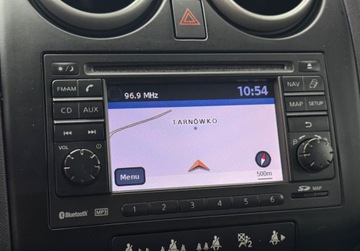 96.9 MHz
10:54
FM·AM
NAV
CD
AUX
MAP
SETUP
TARNÓWKO
VOL
Menu
500m
Bluetooth
MP3
1 2 3 4 5 6
SD
MAP